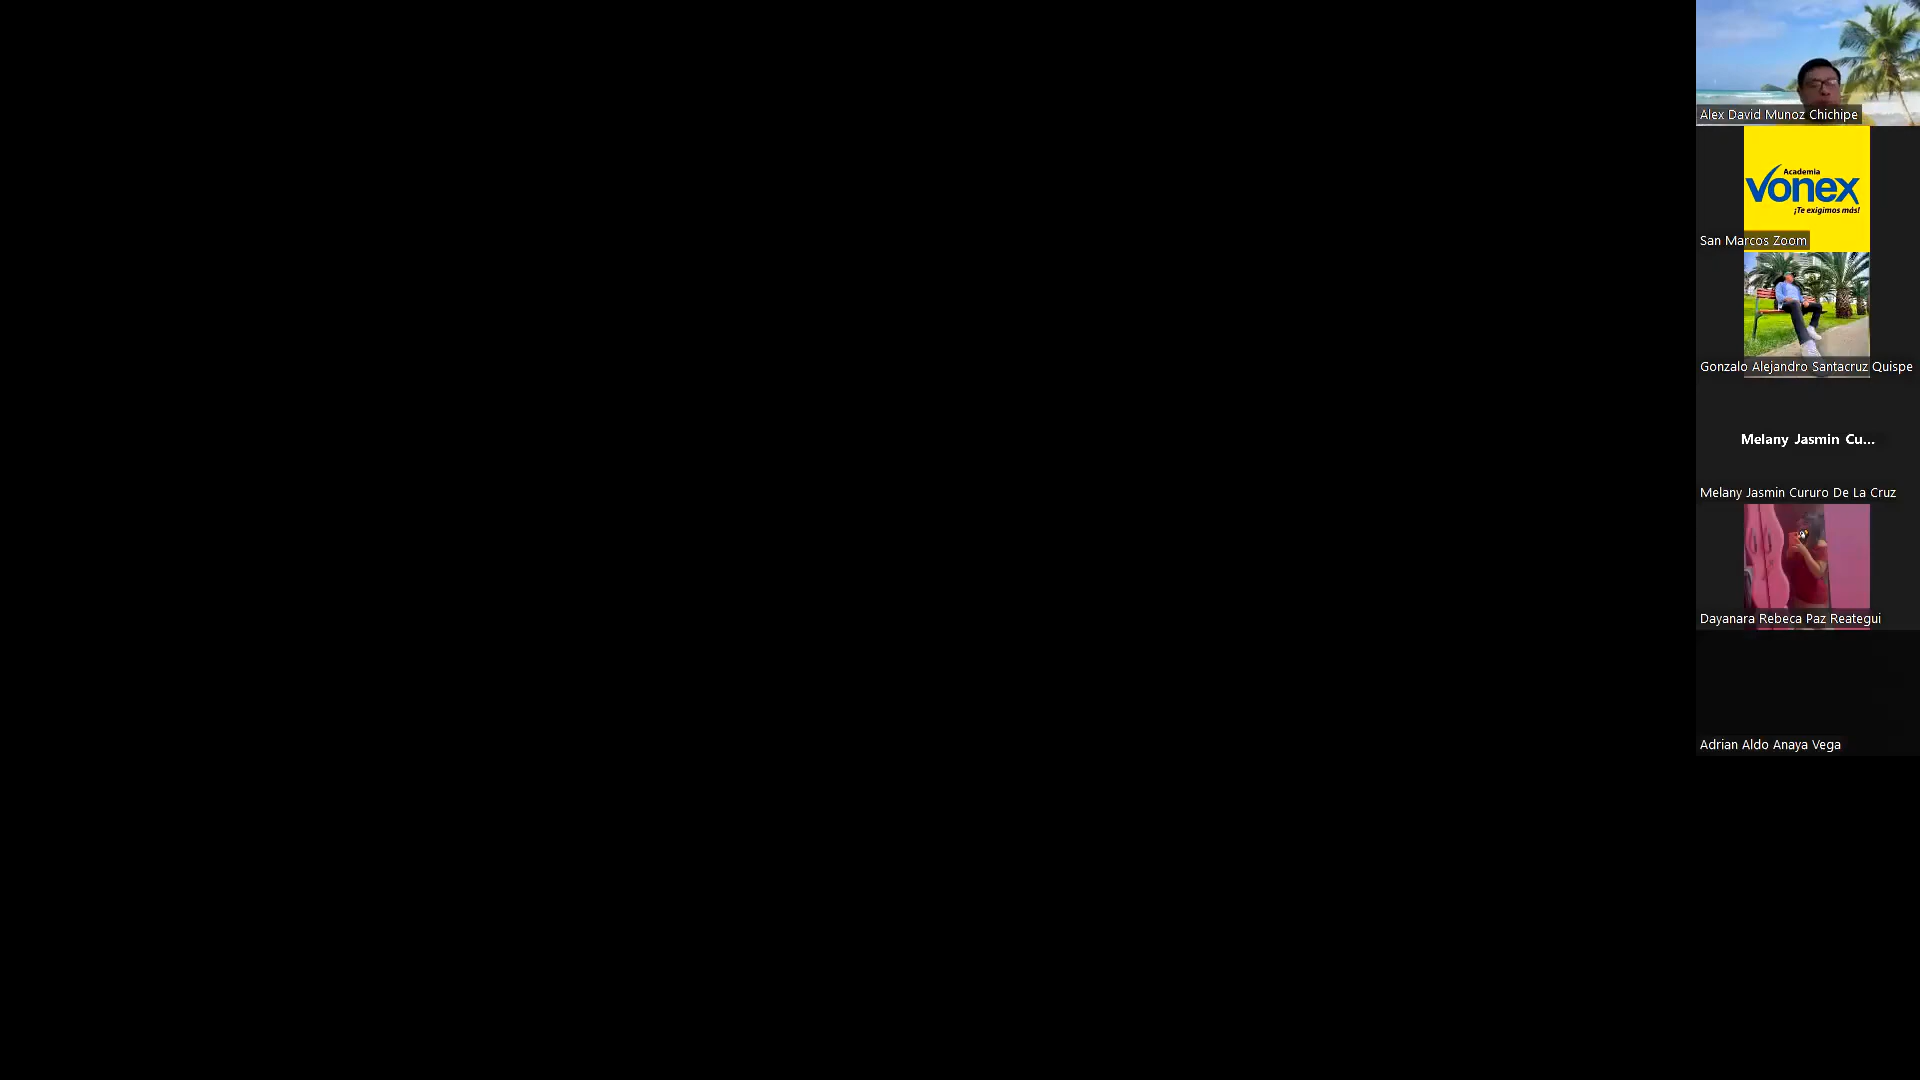 Alex David Munoz Chichipe
Academia
Vonex
¡Te exigimos más!
San Marcos Zoom
Gonzalo Alejandro Santacruz Quispe
Melany Jasmin Cu...
Melany Jasmin Cururo De La Cruz
Dayanara Rebeca Paz Reategui
Adrian Aldo Anaya Vega